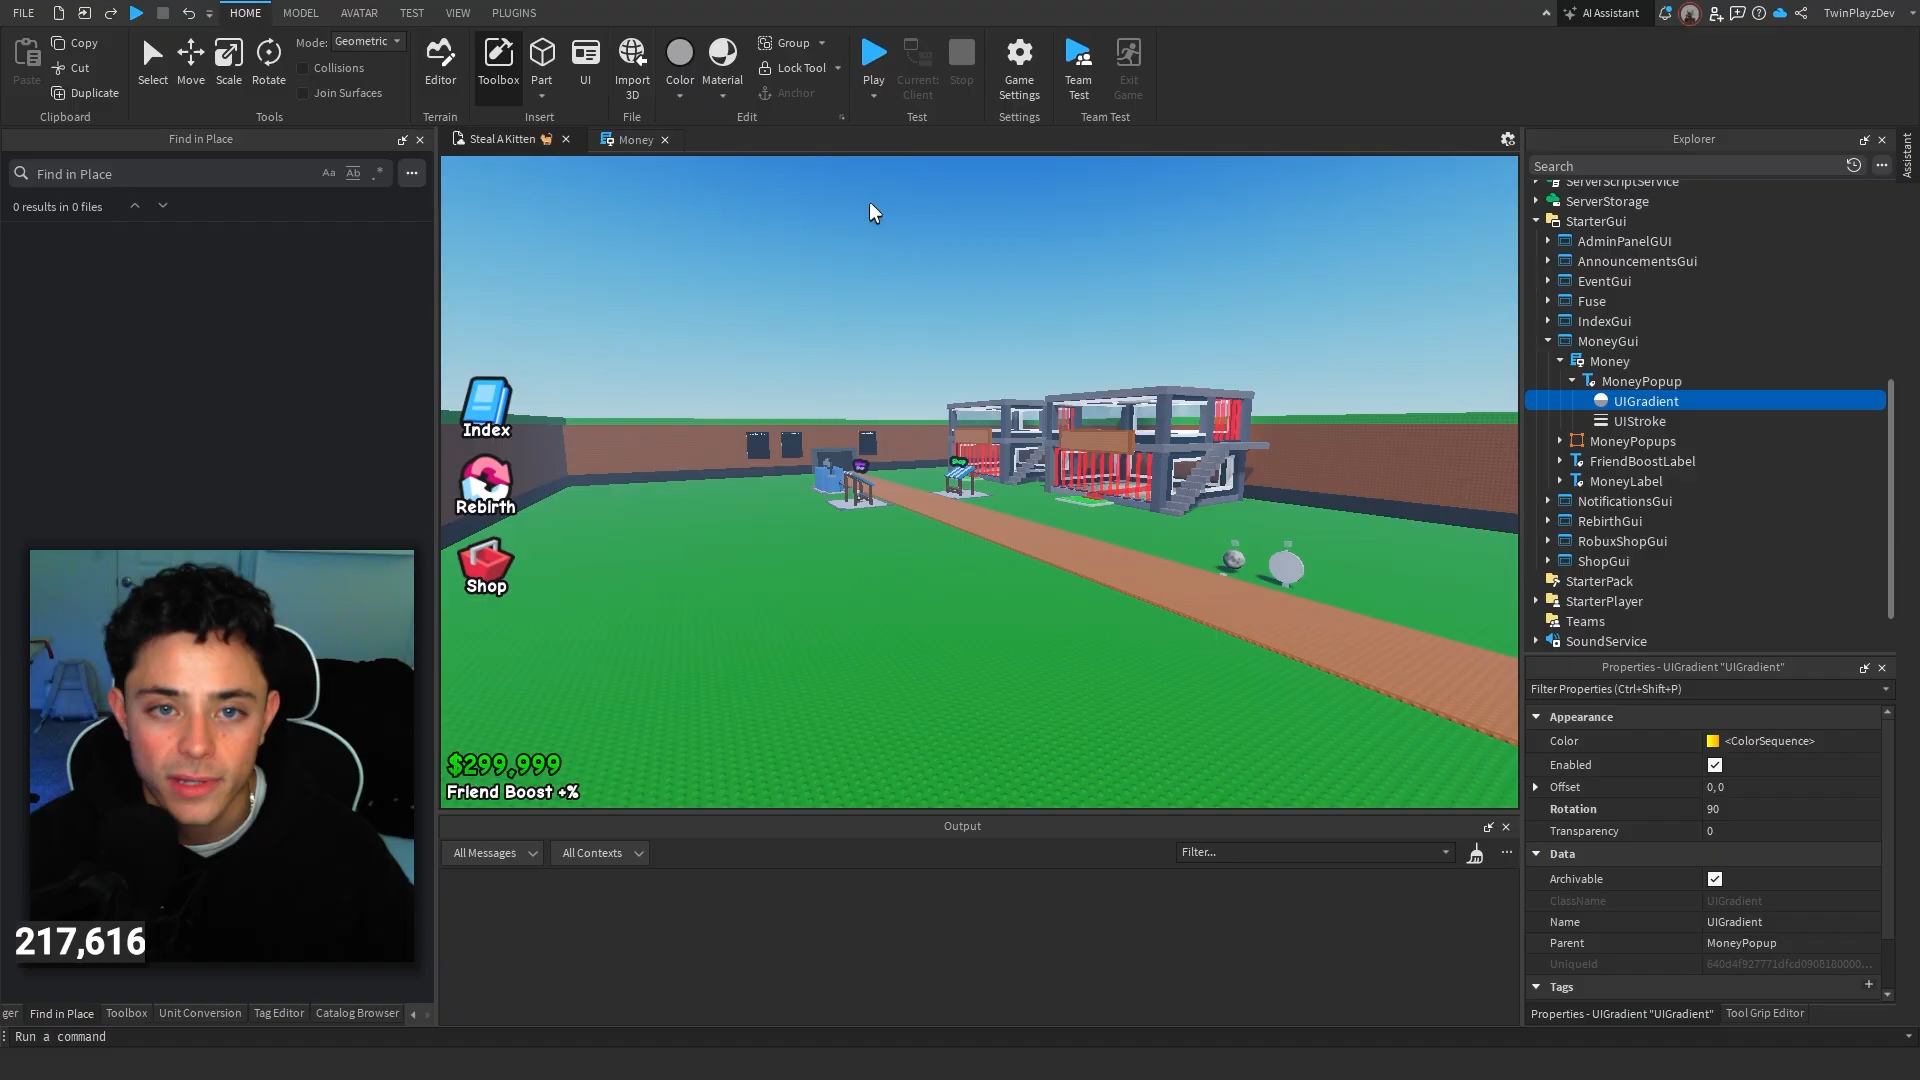 FILE
HOME
MODEL
AVATAR
TEST
VIEW
PLUGINS
AI Assistant
TwinPlayzDev
Paste
Copy
Cut
Duplicate
Clipboard
Select
Move
Scale
Rotate
Mode:
Geometric
Collisions
Join Surfaces
Tools
Editor
Terrain
Toolbox
Part
UI
Insert
Import
3D
File
Color
Material
Group
Lock Tool
Anchor
Edit
Play
Current:
Client
Stop
Test
Game
Settings
Settings
Team
Test
Exit
Game
Team Test
Find in Place
Find in Place
Aa
Ab
.*
0 results in 0 files
Steal A Kitten
Money
Index
Rebirth
Shop
Shop
$299,999
Friend Boost +%
217,616
Output
All Messages
All Contexts
Filter...
Explorer
Assistant
Search
ServerScriptService
ServerStorage
StarterGui
AdminPanelGUI
AnnouncementsGui
EventGui
Fuse
IndexGui
MoneyGui
Money
MoneyPopup
UIGradient
UIStroke
MoneyPopups
FriendBoostLabel
MoneyLabel
NotificationsGui
RebirthGui
RobuxShopGui
ShopGui
StarterPack
StarterPlayer
Teams
SoundService
Properties - UIGradient "UIGradient"
Filter Properties (Ctrl+Shift+P)
Appearance
Color
<ColorSequence>
Enabled
Offset
0, 0
Rotation
90
Transparency
0
Data
Archivable
ClassName
UIGradient
Name
UIGradient
Parent
MoneyPopup
UniqueId
640d4f927771dfcd0908180000...
Tags
+
ger
Find in Place
Toolbox
Unit Conversion
Tag Editor
Catalog Browser
Properties - UIGradient "UIGradient"
Tool Grip Editor
Run a command